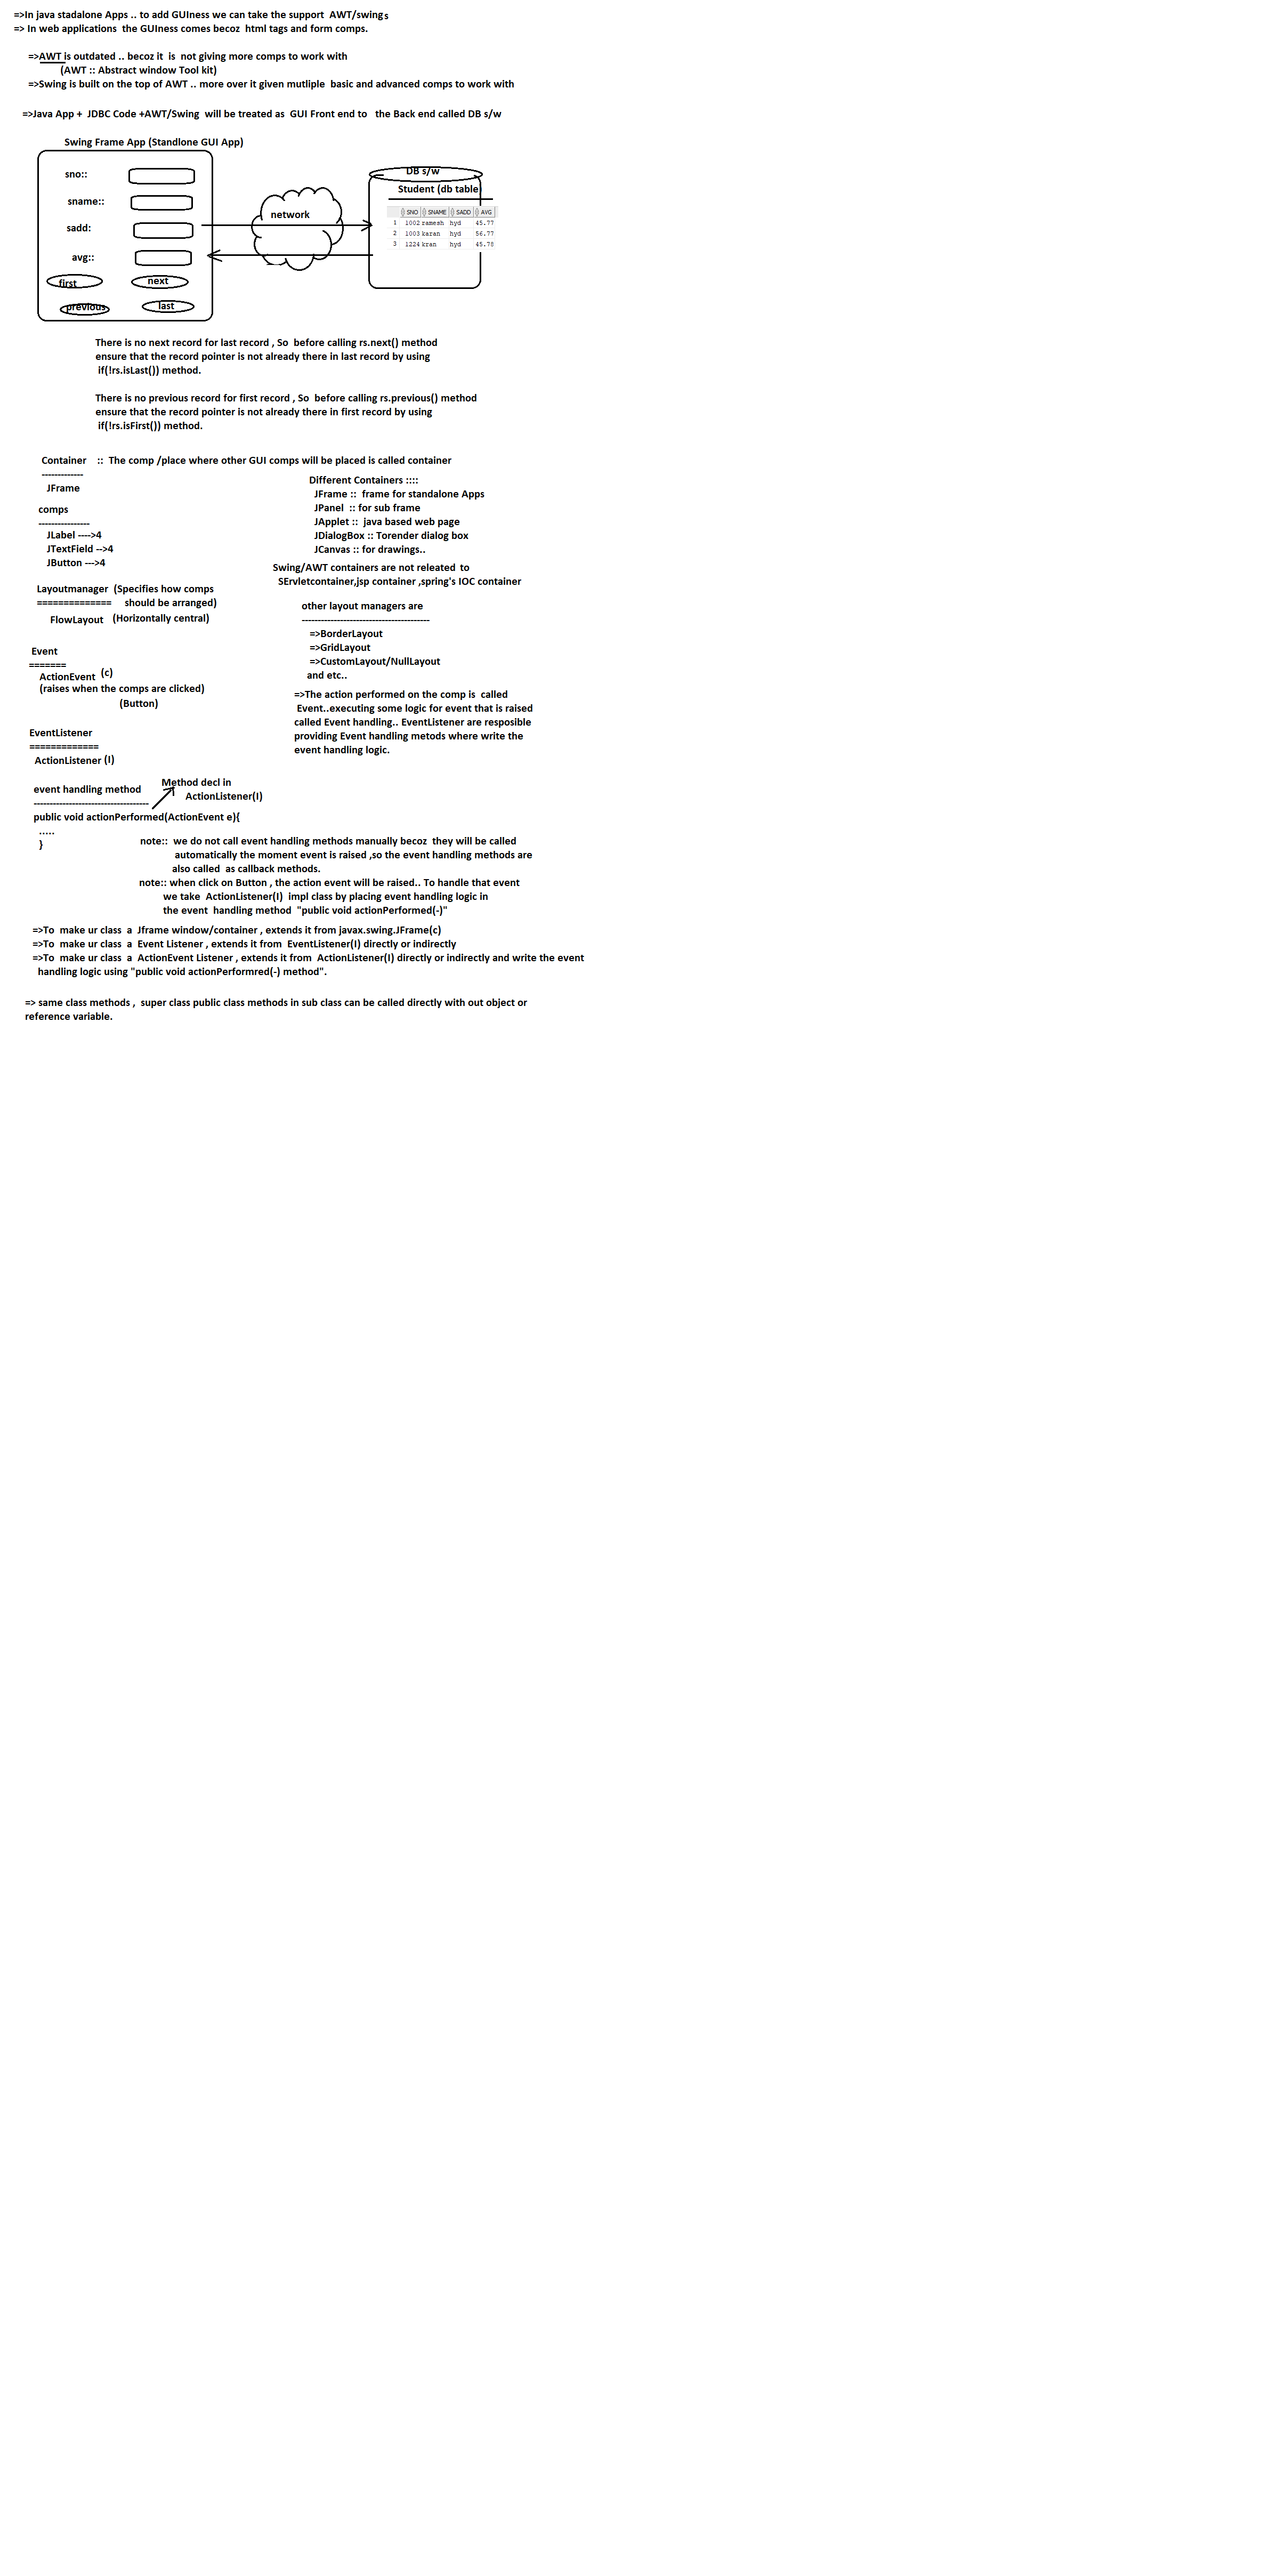 =>In java stadalone Apps .. to add GUIness we can take the support  AWT/swings
=> In web applications  the GUIness comes becoz  html tags and form comps.
=>AWT is outdated .. becoz it  is  not giving more comps to work with
(AWT :: Abstract window Tool kit)
=>Swing is built on the top of AWT .. more over it given mutliple  basic and advanced comps to work with
=>Java App +  JDBC Code +AWT/Swing  will be treated as  GUI Front end to   the Back end called DB s/w
Swing Frame App (Standlone GUI App)
sno::
sname::
sadd:
avg::
first
next
previous
last
network
DB s/w
Student (db table)
SNO SNAME SADD AVG
1 1002 ramesh hyd 45.77
2 1003 karan hyd 56.77
3 1224 kran hyd 45.78
There is no next record for last record , So  before calling rs.next() method
ensure that the record pointer is not already there in last record by using
if(!rs.isLast()) method.
There is no previous record for first record , So  before calling rs.previous() method
ensure that the record pointer is not already there in first record by using
if(!rs.isFirst()) method.
Container    ::  The comp /place where other GUI comps will be placed is called container
-------------
JFrame
comps
----------------
JLabel ---->4
JTextField -->4
JButton --->4
Different Containers ::::
JFrame ::  frame for standalone Apps
JPanel  :: for sub frame
JApplet ::  java based web page
JDialogBox :: Torender dialog box
JCanvas :: for drawings..
Swing/AWT containers are not releated  to
SErvletcontainer,jsp container ,spring's IOC container
Layoutmanager  (Specifies how comps
==============     should be arranged)
FlowLayout   (Horizontally central)
other layout managers are
----------------------------------------
=>BorderLayout
=>GridLayout
=>CustomLayout/NullLayout
and etc..
Event
=======
ActionEvent  (c)
(raises when the comps are clicked)
(Button)
=>The action performed on the comp is  called
Event..executing some logic for event that is raised
called Event handling.. EventListener are resposible
providing Event handling metods where write the
event handling logic.
EventListener
=============
ActionListener (I)
event handling method
------------------------------------
Method decl in
ActionListener(I)
public void actionPerformed(ActionEvent e){
.....
}
note::  we do not call event handling methods manually becoz  they will be called
automatically the moment event is raised ,so the event handling methods are
also called  as callback methods.
note:: when click on Button , the action event will be raised.. To handle that event
we take  ActionListener(I)  impl class by placing event handling logic in
the event  handling method  "public void actionPerformed(-)"
=>To  make ur class  a  Jframe window/container , extends it from javax.swing.JFrame(c)
=>To  make ur class  a  Event Listener , extends it from  EventListener(I) directly or indirectly
=>To  make ur class  a  ActionEvent Listener , extends it from  ActionListener(I) directly or indirectly and write the event
handling logic using "public void actionPerformred(-) method".
=> same class methods ,  super class public class methods in sub class can be called directly with out object or
reference variable.